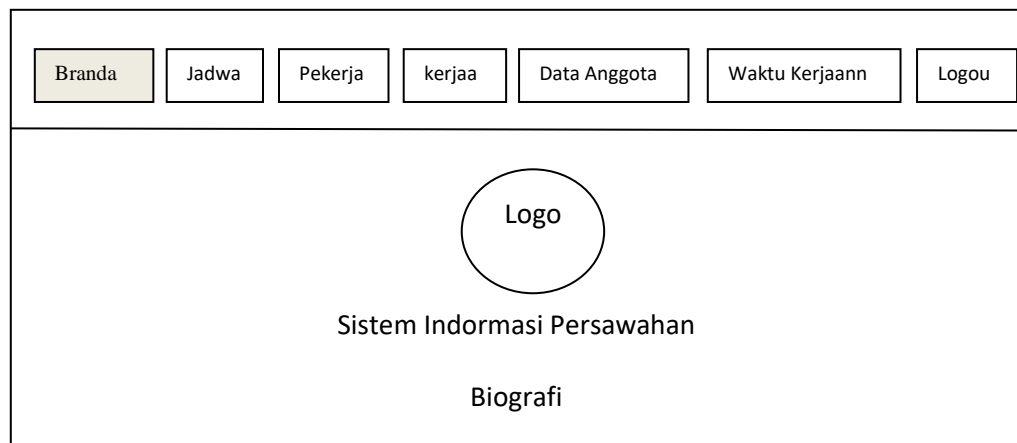 Branda Jadwa Pekerja kerjaa Data Anggota Waktu Kerjaann Logou
Logo
Sistem Indormasi Persawahan
Biografi